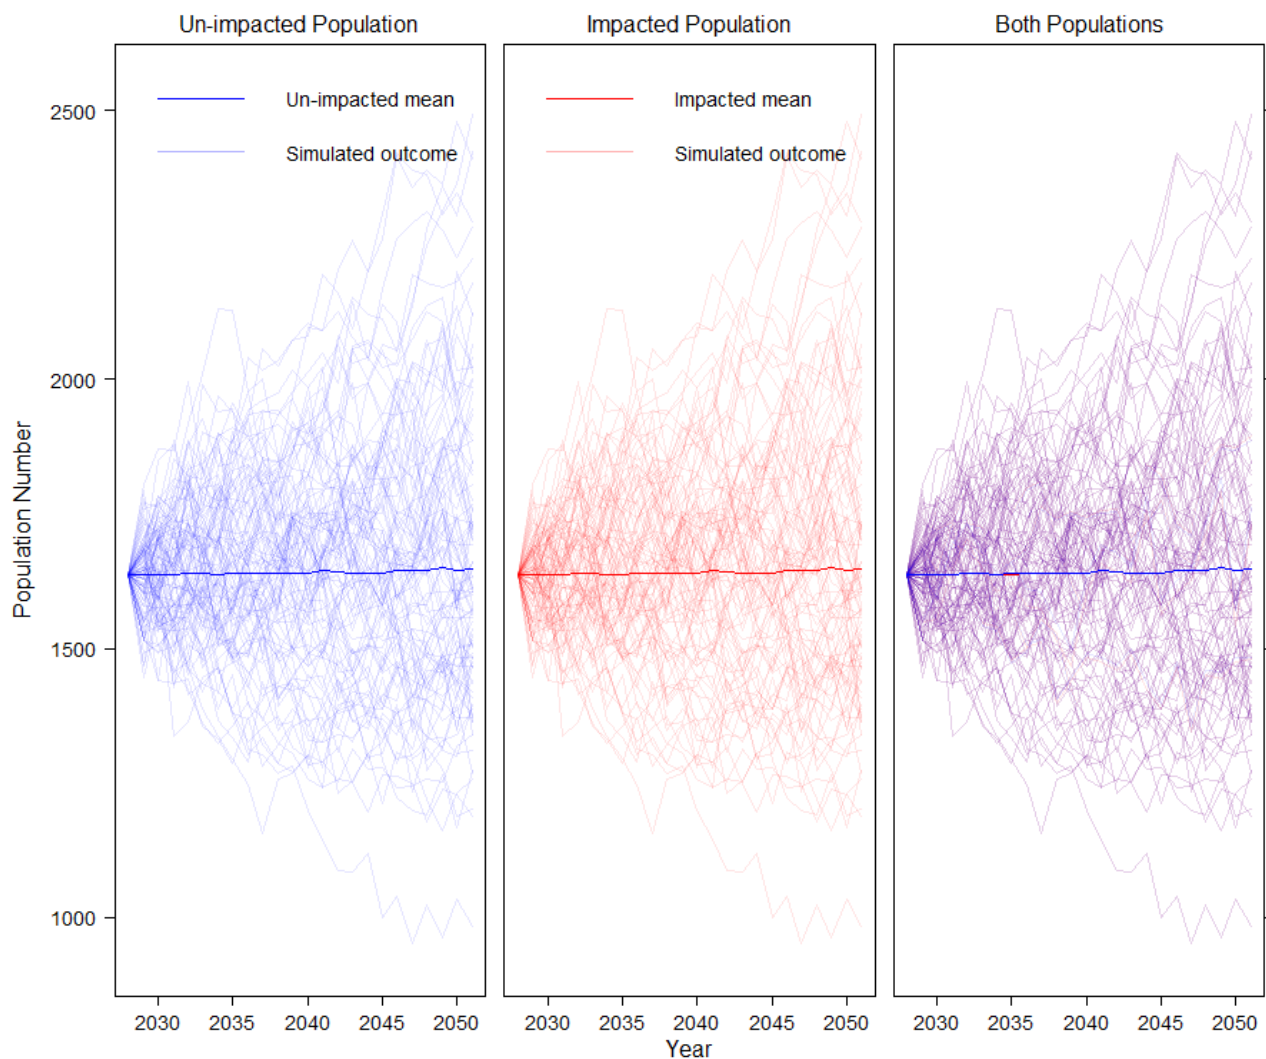 Un-impacted Population
Impacted Population
Both Populations
Un-impacted mean
Simulated outcome
Impacted mean
Simulated outcome
Population Number
2500
2000
1500
1000
2030 2035 2040 2045 2050
2030 2035 2040 2045 2050
2030 2035 2040 2045 2050
Year